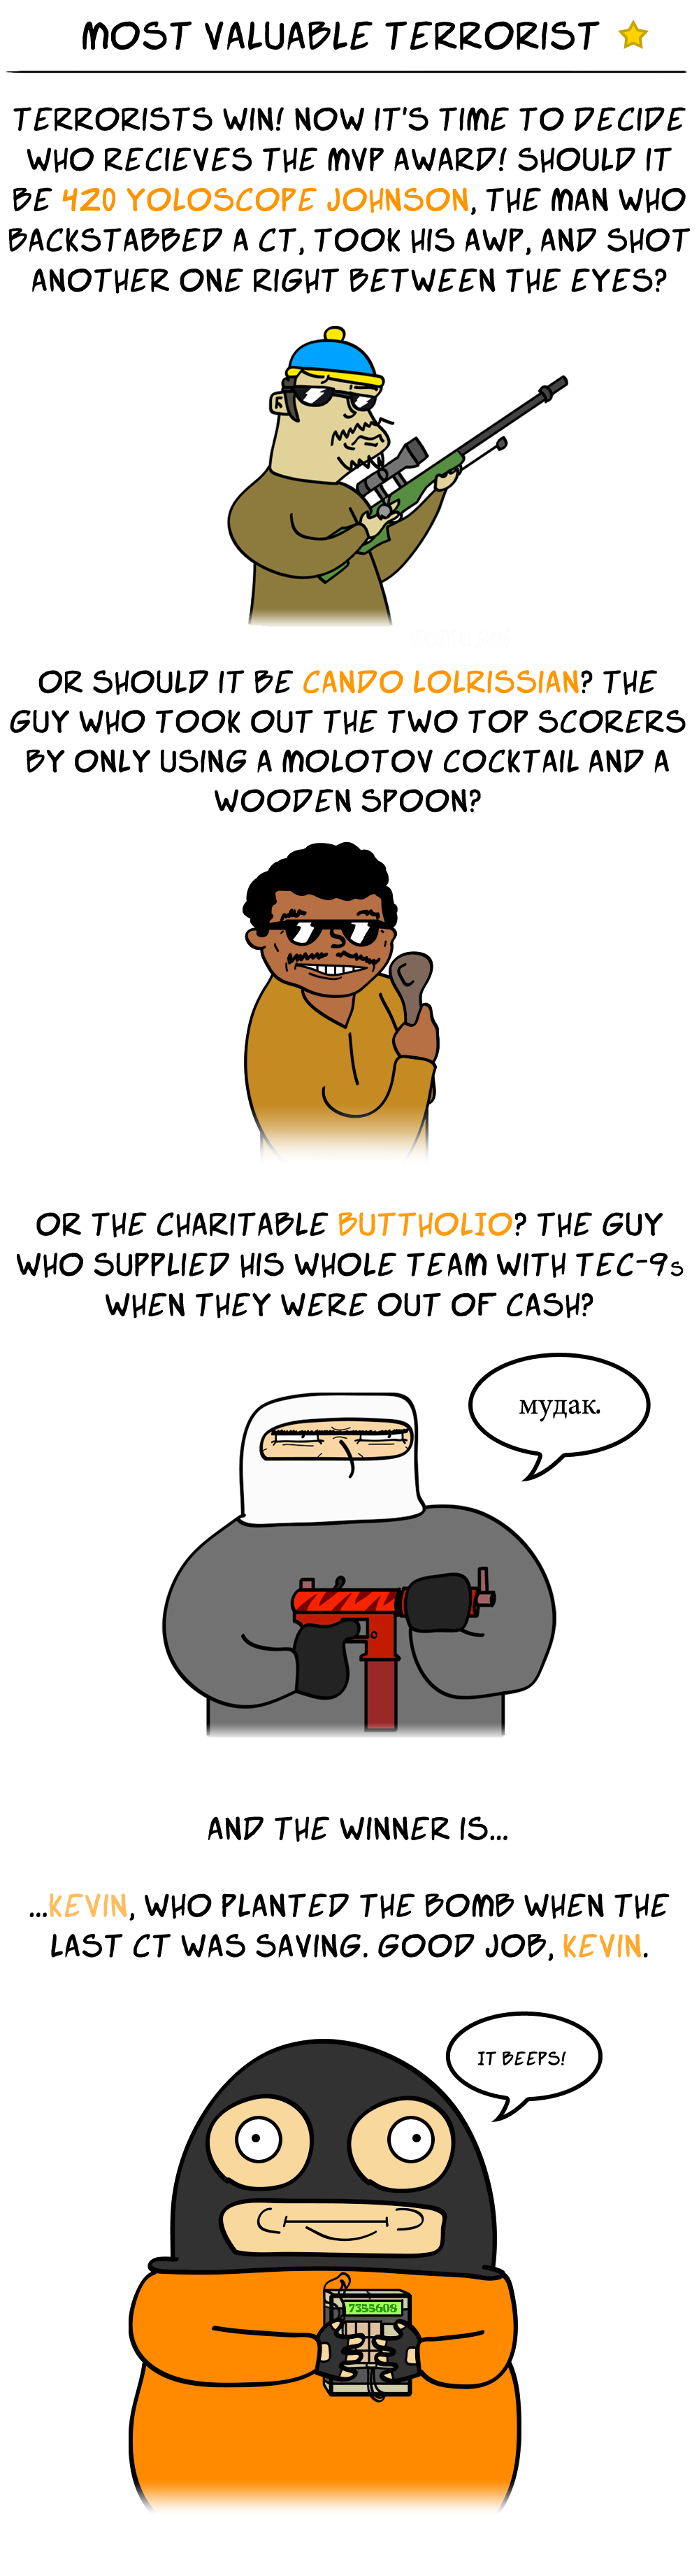 MOST VALUABLE TERRORIST
TERRORISTS WIN! NOW IT'S TIME TO DECIDE
WHO RECIEVES THE MVP AWARD! SHOULD IT
BE 420 YOLOSCOPE JOHNSON, THE MAN WHO
BACKSTABBED A CT, TOOK HIS AWP, AND SHOT
ANOTHER ONE RIGHT BETWEEN THE EYES?
OR SHOULD IT BE CANDO LOLRISSIAN? THE
GUY WHO TOOK OUT THE TWO TOP SCORERS
BY ONLY USING A MOLOTOV COCKTAIL AND A
WOODEN SPOON?
OR THE CHARITABLE BUTTHOLIO? THE GUY
WHO SUPPLIED HIS WHOLE TEAM WITH TEC-9s
WHEN THEY WERE OUT OF CASH?
мудак.
AND THE WINNER IS...
...KEVIN, WHO PLANTED THE BOMB WHEN THE
LAST CT WAS SAVING. GOOD JOB, KEVIN.
IT BEEPS!
7355608